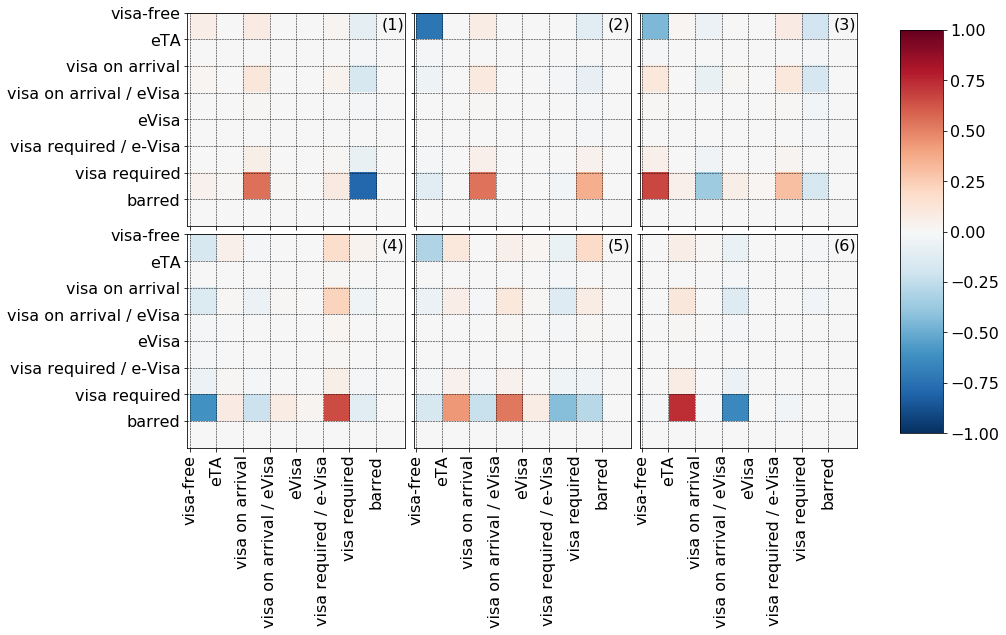 visa-free
eTA
visa on arrival
visa on arrival / eVisa
eVisa
visa required / e-Visa
visa required
barred
(1)
(2)
(3)
visa-free
eTA
visa on arrival
visa on arrival / eVisa
eVisa
visa required / e-Visa
visa required
barred
(4)
(5)
(6)
visa-free
eTA
visa on arrival
visa on arrival / eVisa
eVisa
visa required / e-Visa
visa required
barred
visa-free
eTA
visa on arrival
visa on arrival / eVisa
eVisa
visa required / e-Visa
visa required
barred
visa-free
eTA
visa on arrival
visa on arrival / eVisa
eVisa
visa required / e-Visa
visa required
barred
1.00
0.75
0.50
0.25
0.00
−0.25
−0.50
−0.75
−1.00